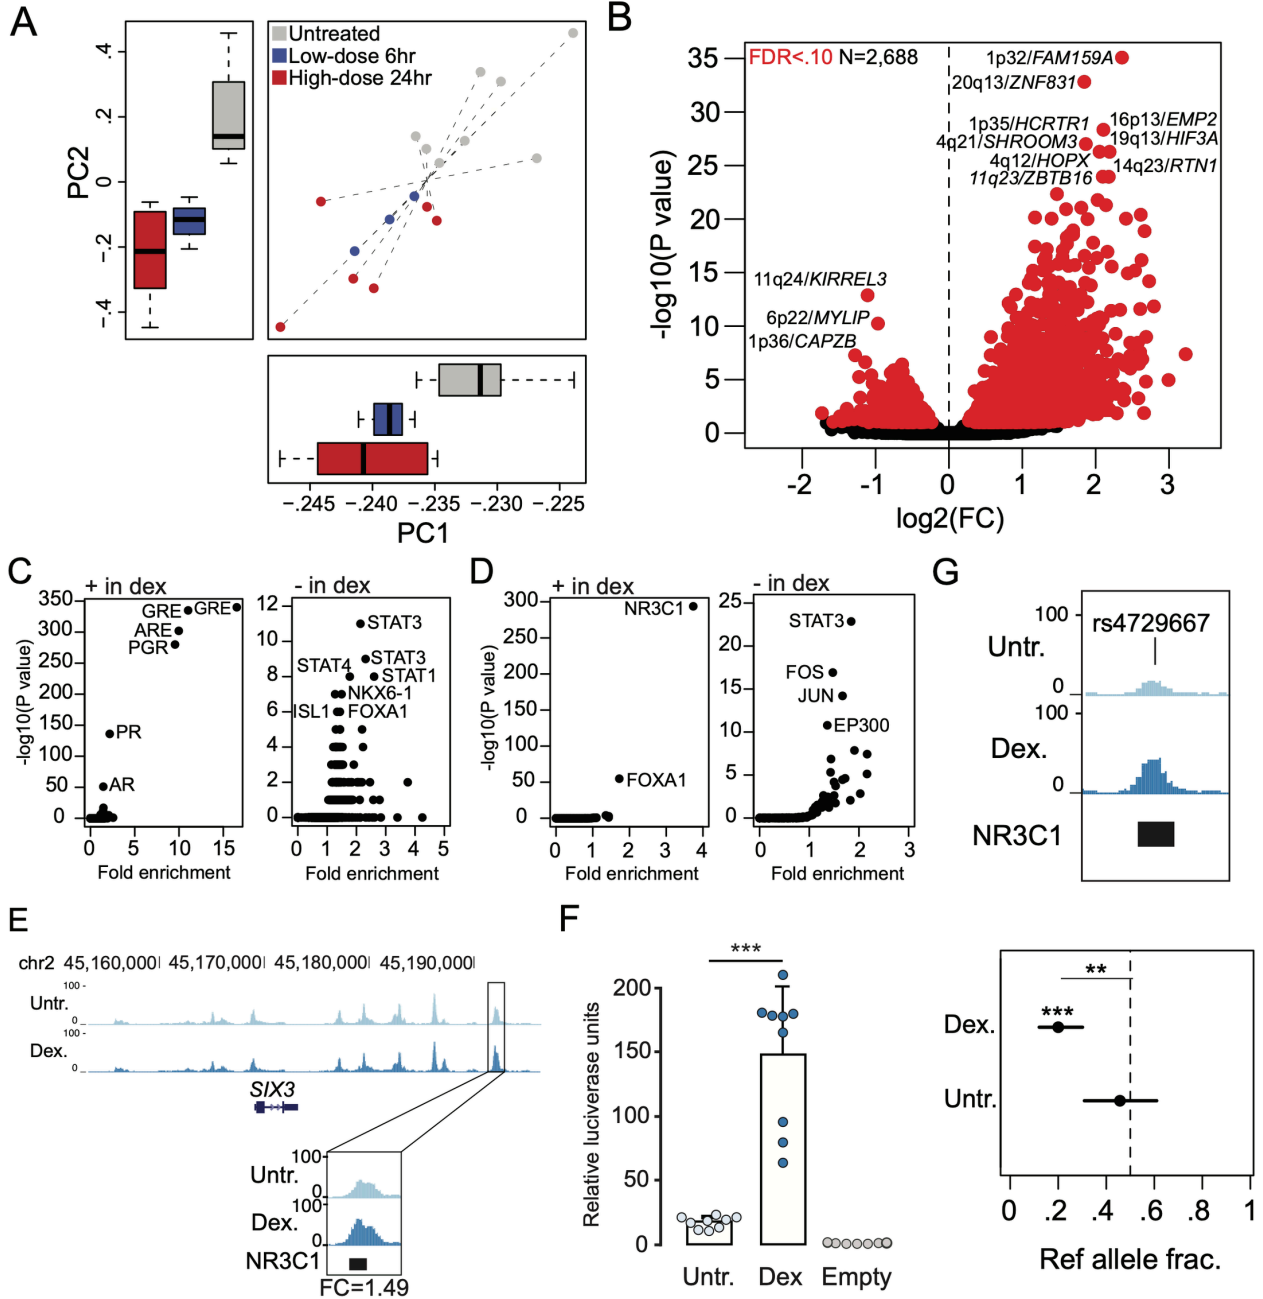 A
.4
.2
0
-.2
-.4
PC2
Untreated
Low-dose 6hr
High-dose 24hr
-.245 -.240 -.235 -.230 -.225
PC1
B
FDR<.10 N=2,688
1p32/FAM159A
20q13/ZNF831
1p35/HCRTR1
16p13/EMP2
4q21/SHROOM3
19q13/HIF3A
4q12/HOPX
14q23/RTN1
11q23/ZBTB16
11q24/KIRREL3
6p22/MYLIP
1p36/CAPZB
35
30
25
20
15
10
5
0
-log10(P value)
-2 -1 0 1 2 3
log2(FC)
C
+ in dex
350
300
250
200
150
100
50
0
-log10(P value)
GRE
GRE
ARE
PGR
PR
AR
0 5 10 15
Fold enrichment
- in dex
12
10
8
6
4
2
0
STAT3
STAT3
STAT4
STAT1
NKX6-1
ISL1
FOXA1
0 1 2 3 4 5
Fold enrichment
D
+ in dex
300
250
200
150
100
50
0
-log10(P value)
NR3C1
FOXA1
0 1 2 3 4
Fold enrichment
- in dex
25
20
15
10
5
0
STAT3
FOS
JUN
EP300
0 1 2 3
Fold enrichment
G
100
rs4729667
Untr.
0
100
Dex.
0
NR3C1
E
chr2 45,160,000| 45,170,000| 45,180,000| 45,190,000|
100 -
Untr.
0 -
100 -
Dex.
0 -
SIX3
100
Untr.
0
100
Dex.
0
NR3C1
FC=1.49
F
***
200
150
100
50
0
Relative luciverase units
Untr. Dex Empty
**
***
Dex.
Untr.
0 .2 .4 .6 .8 1
Ref allele frac.